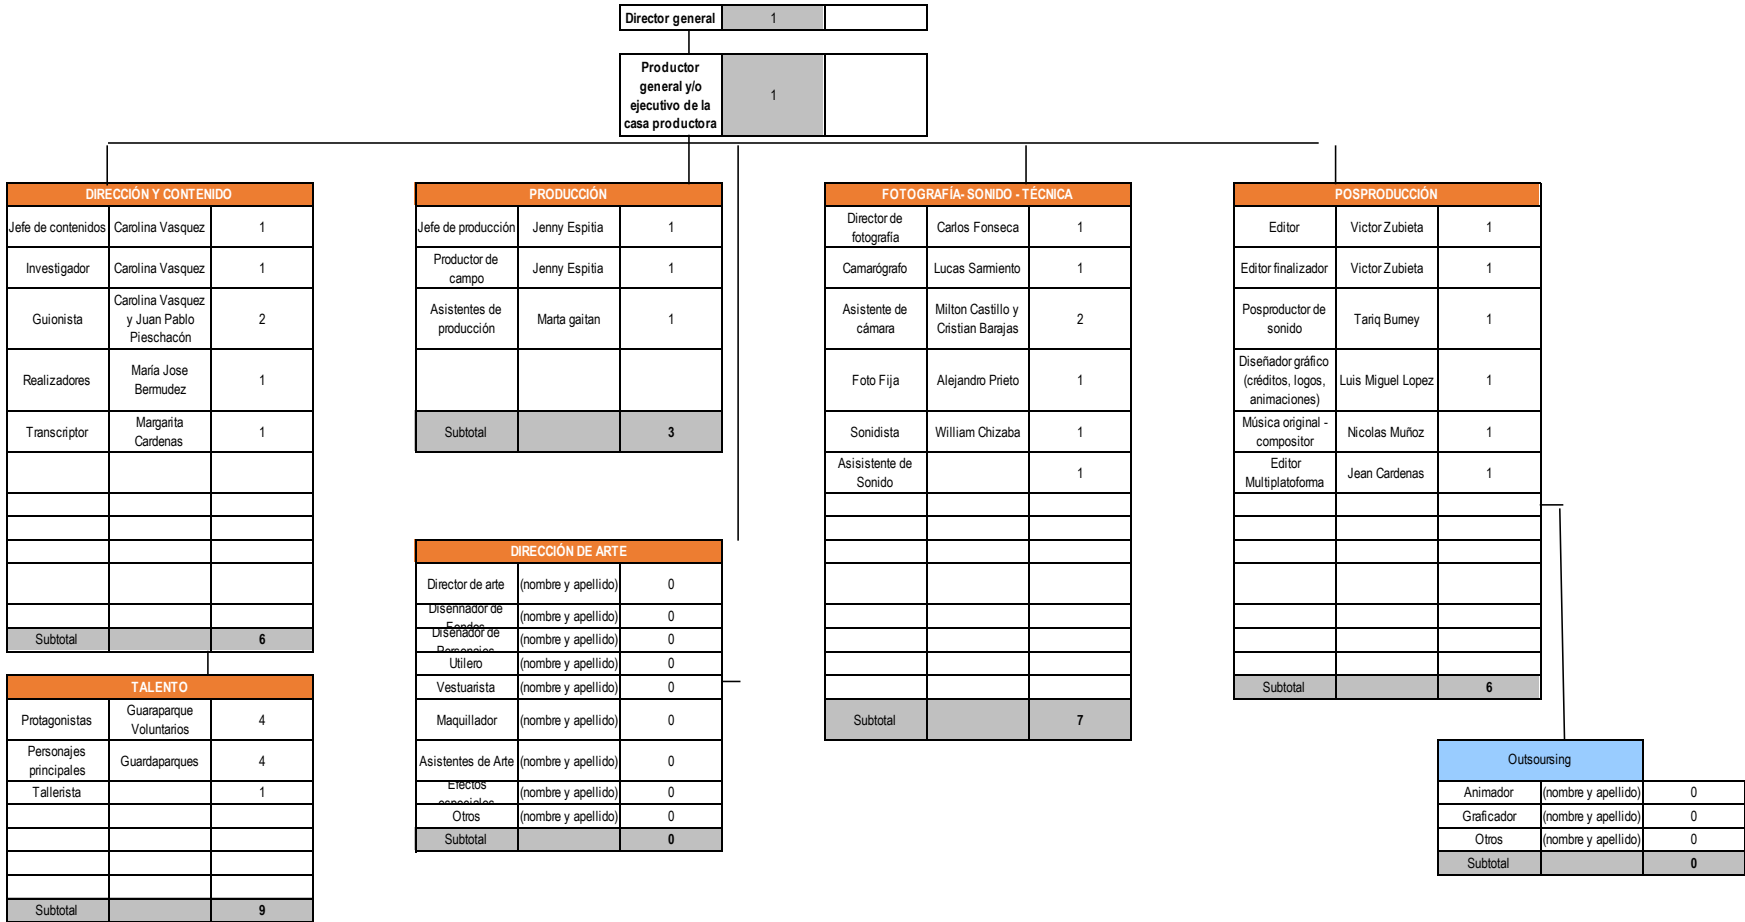 Director general 1
Productor
general y/o
ejecutivo de la
casa productora
1
DIRECCIÓN Y CONTENIDO
Jefe de contenidos Carolina Vasquez 1
Investigador Carolina Vasquez 1
Guionista
Carolina Vasquez
y Juan Pablo
Pieschacón
2
Realizadores
María Jose
Bermudez
1
Transcriptor
Margarita
Cardenas
1
Subtotal 6
TALENTO
Protagonistas
Guaraparque
Voluntarios
4
Personajes
principales
Guardaparques 4
Tallerista 1
Subtotal 9
PRODUCCIÓN
Jefe de producción Jenny Espitia 1
Productor de
campo
Jenny Espitia 1
Asistentes de
producción
Marta gaitan 1
Subtotal 3
DIRECCIÓN DE ARTE
Director de arte (nombre y apellido) 0
Disennador de
Fondos
(nombre y apellido) 0
Diseñador de
Personajes
(nombre y apellido) 0
Utilero (nombre y apellido) 0
Vestuarista (nombre y apellido) 0
Maquillador (nombre y apellido) 0
Asistentes de Arte (nombre y apellido) 0
Efectos
especiales
(nombre y apellido) 0
Otros (nombre y apellido) 0
Subtotal 0
FOTOGRAFÍA- SONIDO - TÉCNICA
Director de
fotografía
Carlos Fonseca 1
Camarógrafo Lucas Sarmiento 1
Asistente de
cámara
Milton Castillo y
Cristian Barajas
2
Foto Fija Alejandro Prieto 1
Sonidista William Chizaba 1
Asisistente de
Sonido
1
Subtotal 7
POSPRODUCCIÓN
Editor Victor Zubieta 1
Editor finalizador Victor Zubieta 1
Posproductor de
sonido
Tariq Burney 1
Diseñador gráfico
(créditos, logos,
animaciones)
Luis Miguel Lopez 1
Música original -
compositor
Nicolas Muñoz 1
Editor
Multiplatoforma
Jean Cardenas 1
Subtotal 6
Outsoursing
Animador (nombre y apellido) 0
Graficador (nombre y apellido) 0
Otros (nombre y apellido) 0
Subtotal 0